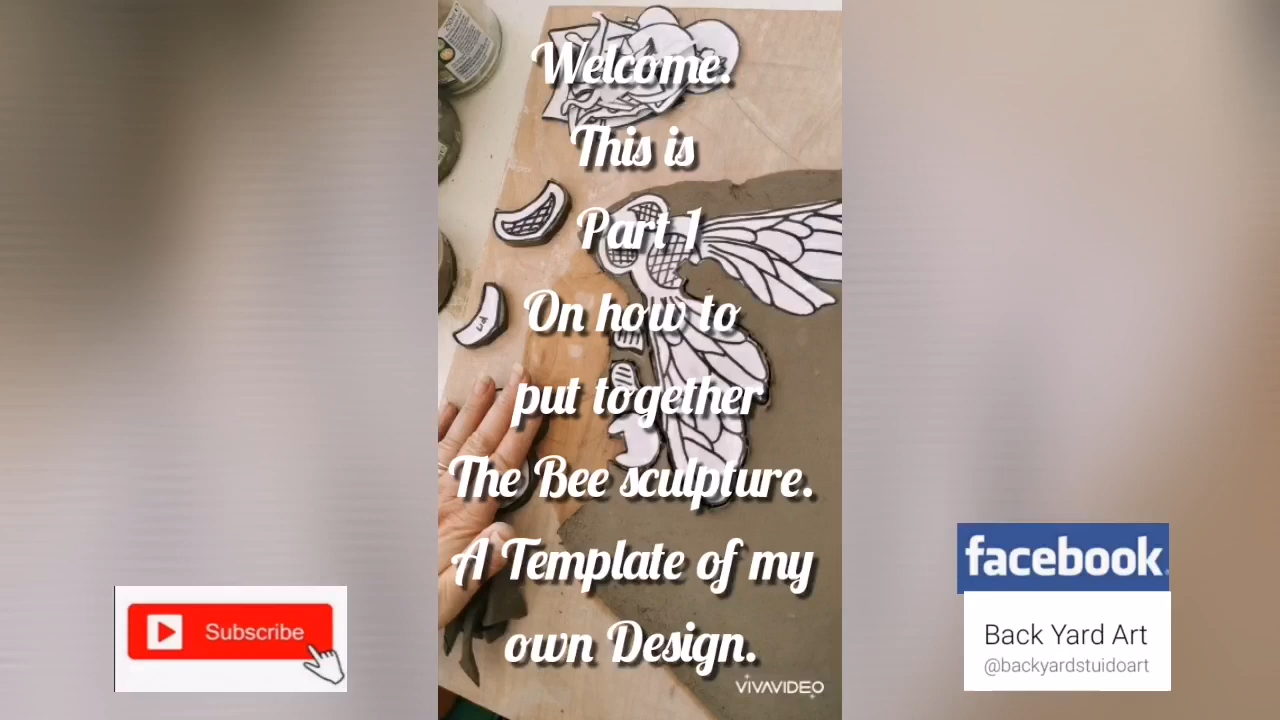 Welcome.
This is
Part 1
On how to
put together
The Bee sculpture.
A Template of my
own Design.
VIVAVIDEO
Subscribe
facebook.
Back Yard Art
@backyardstuidoart